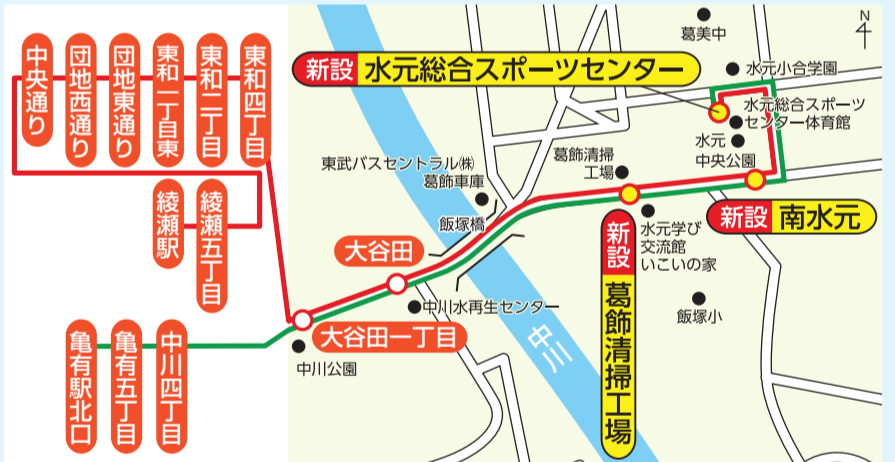 中央通り
団地西通り
団地東通り
東和一丁目東
東和二丁目
東和四丁目
綾瀬駅
綾瀬五丁目
亀有駅北口
亀有五丁目
中川四丁目
N
4
葛美中
新設 水元総合スポーツセンター
水元小合学園
水元総合スポーツ
センター体育館
水元
中央公園
東武バスセントラル㈱
葛飾車庫
葛飾清掃
工場
飯塚橋
新設 南水元
大谷田
水元学び
交流館
いこいの家
新設 葛飾清掃工場
中川水再生センター
飯塚小
大谷田一丁目
中川公園
中川